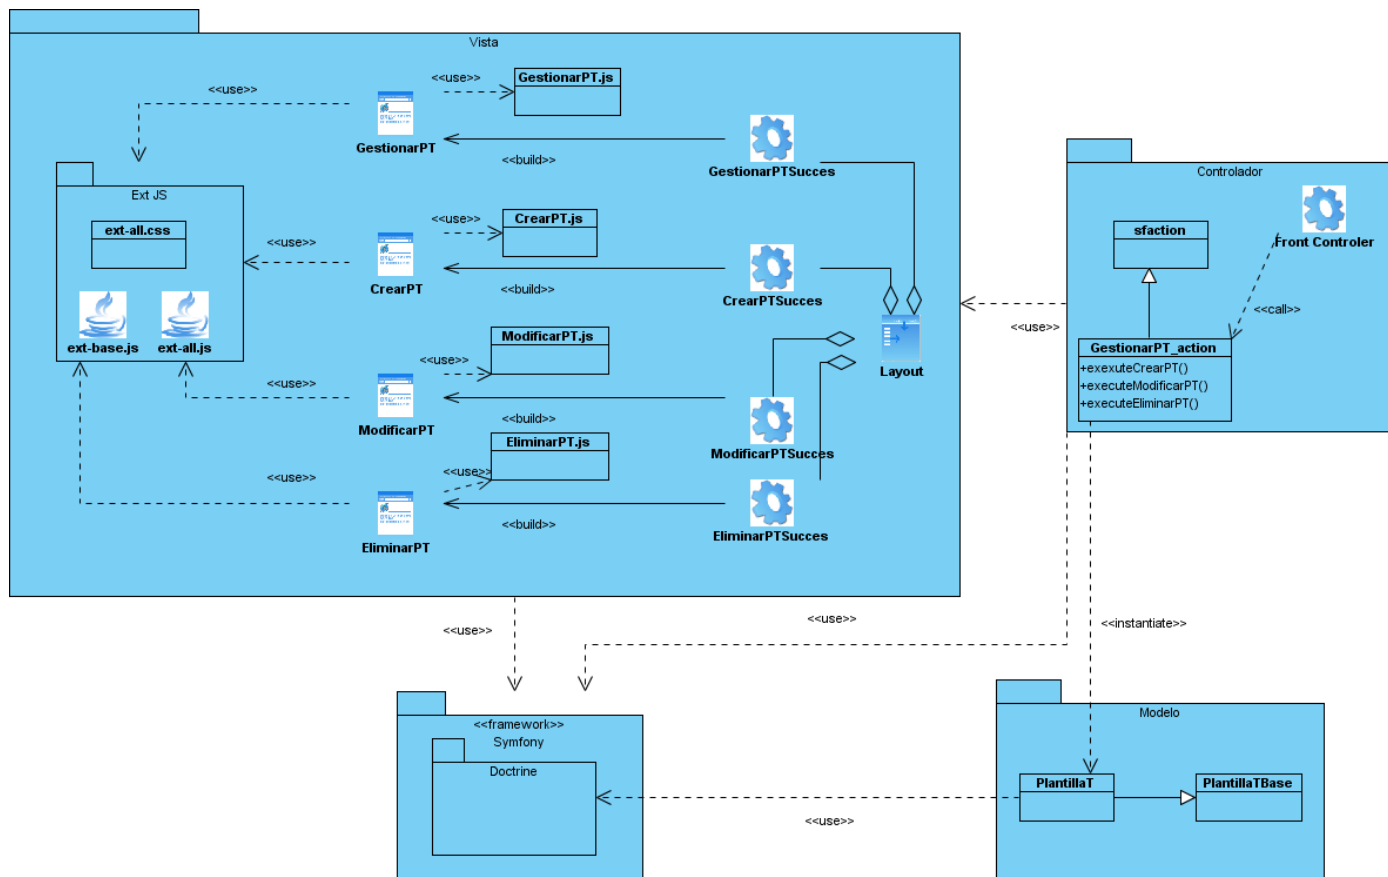 Vista
<<use>>
GestionarPT.js
<<use>>
GestionarPT
<<build>>
GestionarPTSucces
Ext JS
ext-all.css
ext-base.js
ext-all.js
<<use>>
<<use>>
CrearPT.js
CrearPT
<<build>>
CrearPTSucces
ModificarPT.js
<<use>>
<<use>>
ModificarPT
<<build>>
ModificarPTSucces
Layout
EliminarPT.js
<<use>>
<<use>>
EliminarPT
<<build>>
EliminarPTSucces
Controlador
sfaction
Front Controler
<<call>>
<<use>>
GestionarPT_action
+exexuteCrearPT()
+executeModificarPT()
+executeEliminarPT()
<<use>>
<<use>>
<<instantiate>>
<<framework>>
Symfony
Doctrine
<<use>>
Modelo
PlantillaT
PlantillaTBase